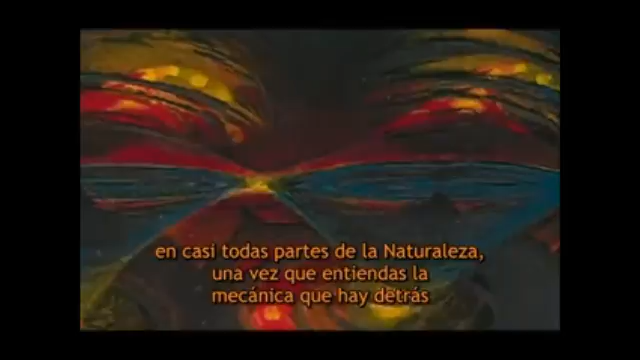 en casi todas partes de la Naturaleza,
una vez que entiendas la
mecánica que hay detrás